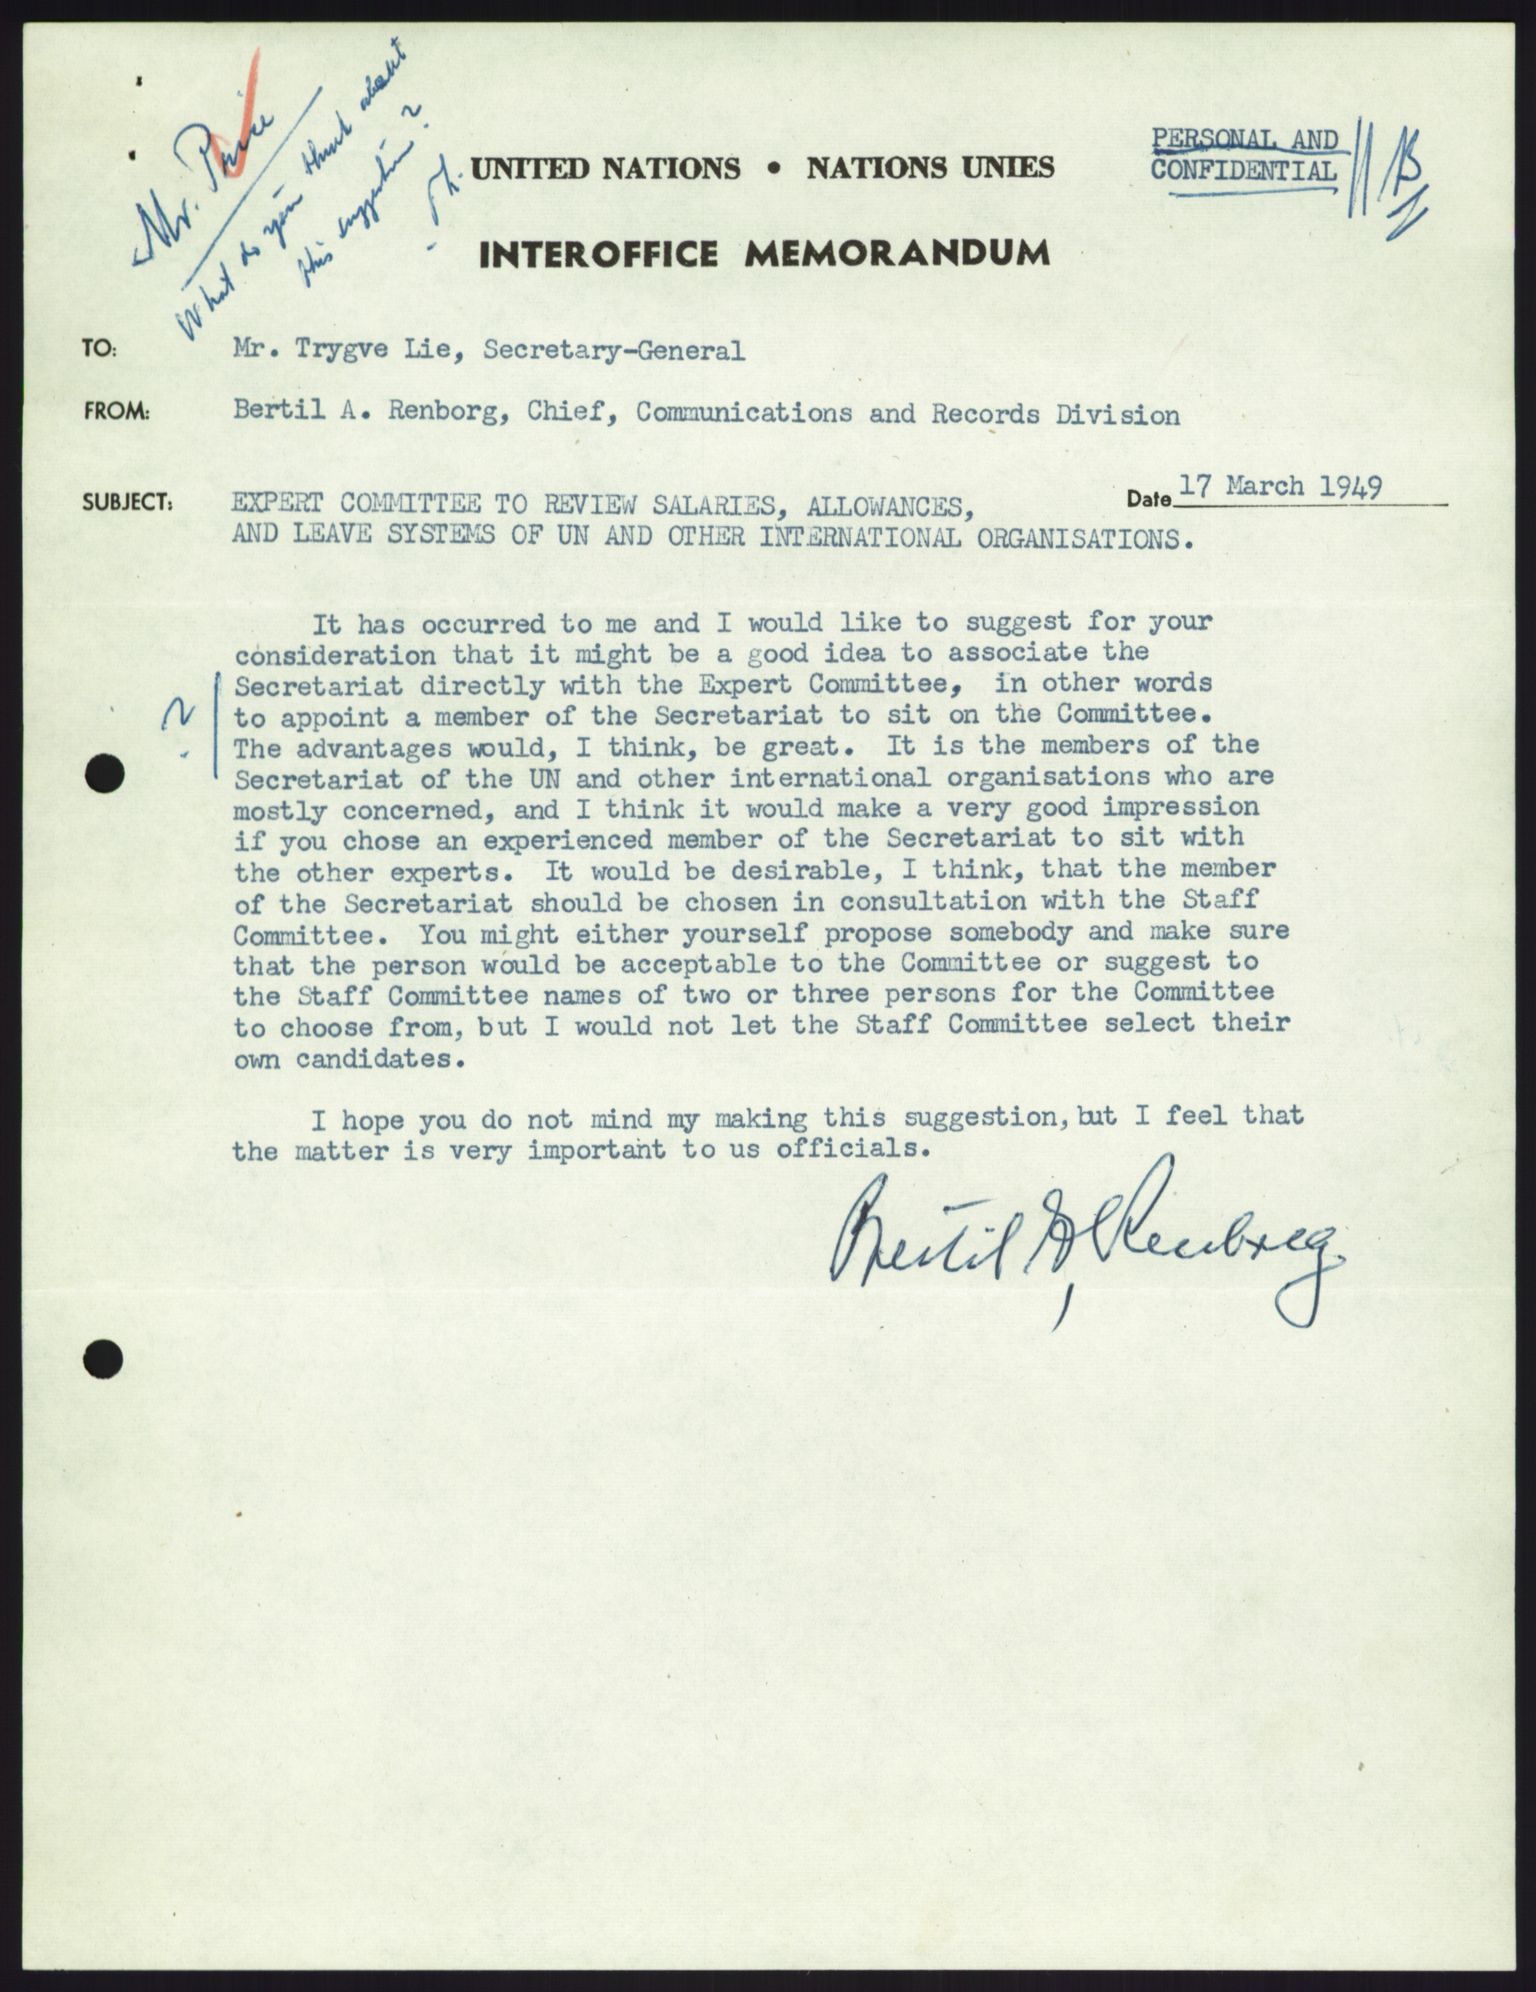 Mr. Price
What do you think about
this suggestion?
UNITED NATIONS • NATIONS UNIES
PERSONAL AND
CONFIDENTIAL
INTEROFFICE MEMORANDUM
TO: Mr. Trygve Lie, Secretary-General
FROM: Bertil A. Renborg, Chief, Communications and Records Division
Date 17 March 1949
SUBJECT: EXPERT COMMITTEE TO REVIEW SALARIES, ALLOWANCES,
AND LEAVE SYSTEMS OF UN AND OTHER INTERNATIONAL ORGANISATIONS.
It has occurred to me and I would like to suggest for your
consideration that it might be a good idea to associate the
Secretariat directly with the Expert Committee, in other words
? to appoint a member of the Secretariat to sit on the Committee.
The advantages would, I think, be great. It is the members of the
Secretariat of the UN and other international organisations who are
mostly concerned, and I think it would make a very good impression
if you chose an experienced member of the Secretariat to sit with
the other experts. It would be desirable, I think, that the member
of the Secretariat should be chosen in consultation with the Staff
Committee. You might either yourself propose somebody and make sure
that the person would be acceptable to the Committee or suggest to
the Staff Committee names of two or three persons for the Committee
to choose from, but I would not let the Staff Committee select their
own candidates.
I hope you do not mind my making this suggestion, but I feel that
the matter is very important to us officials.
Bertil A. Renborg